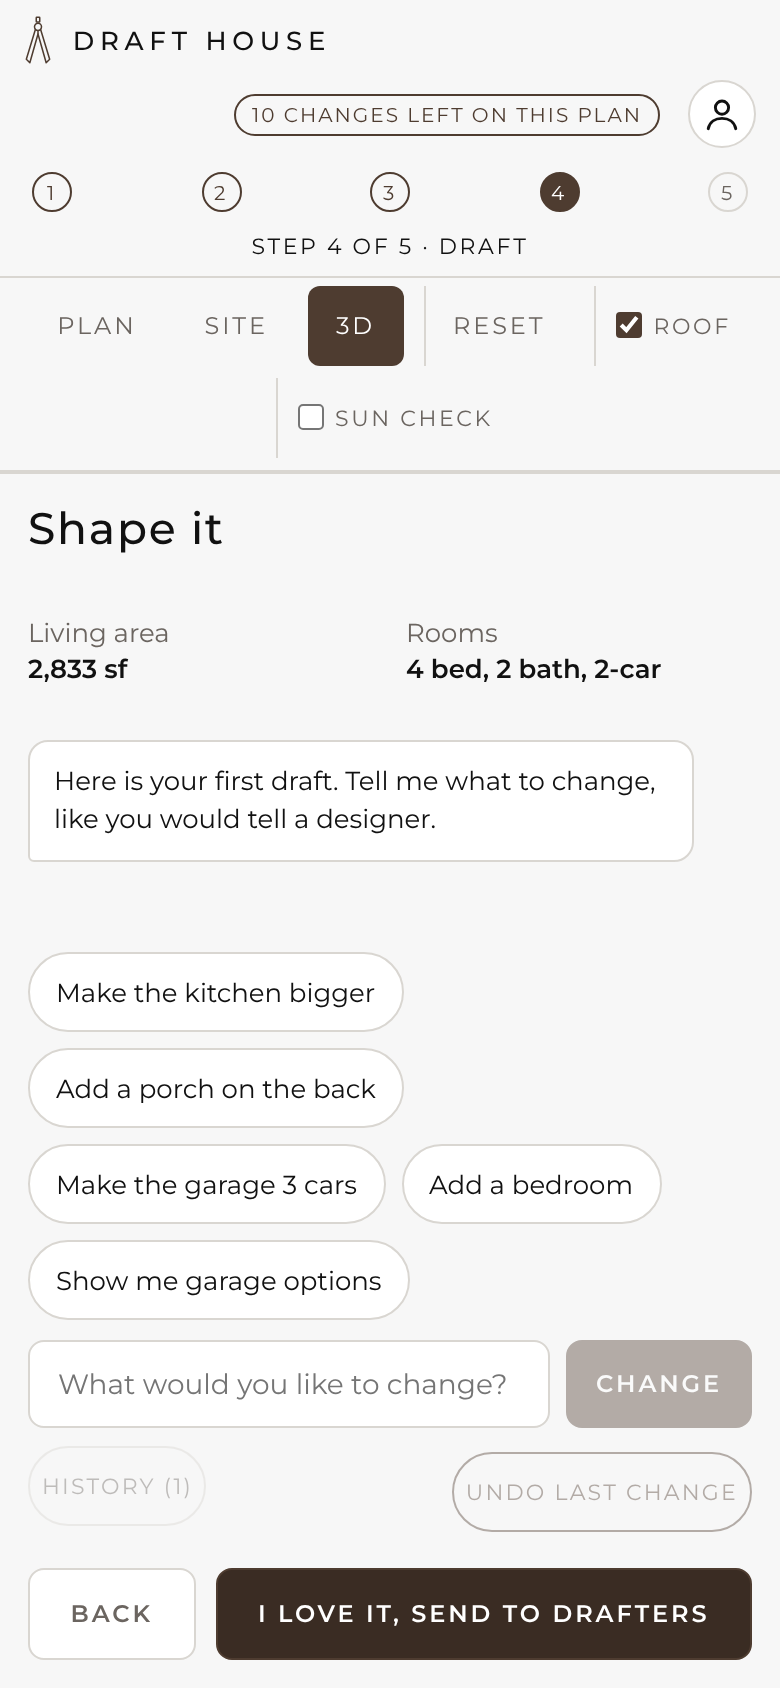 DRAFT HOUSE
10 CHANGES LEFT ON THIS PLAN
1 2 3 4 5
STEP 4 OF 5 · DRAFT
PLAN SITE 3D RESET ROOF
SUN CHECK
Shape it
Living area Rooms
2,833 sf 4 bed, 2 bath, 2-car
Here is your first draft. Tell me what to change,
like you would tell a designer.
Make the kitchen bigger
Add a porch on the back
Make the garage 3 cars Add a bedroom
Show me garage options
What would you like to change? CHANGE
HISTORY (1) UNDO LAST CHANGE
BACK I LOVE IT, SEND TO DRAFTERS